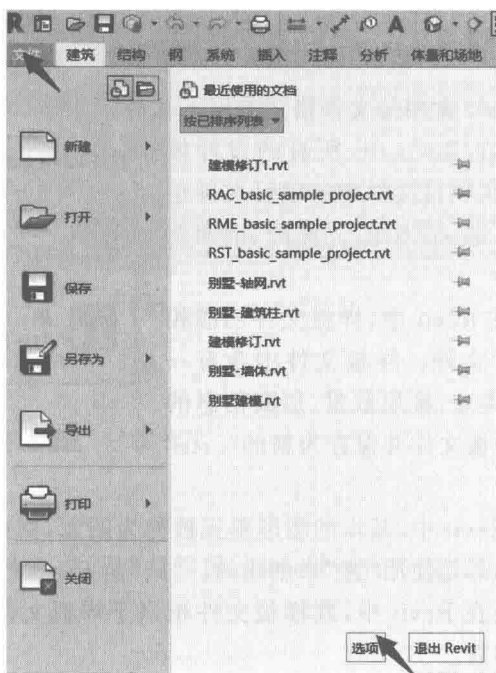 R
A
文件 建筑 结构 钢 系统 插入 注释 分析 体量和场地
最近使用的文档
按已排序列表
新建
打开
保存
另存为
导出
打印
关闭
建模修订1.rvt
RAC_basic_sample_project.rvt
RME_basic_sample_project.rvt
RST_basic_sample_project.rvt
别墅-轴网.rvt
别墅-建筑柱.rvt
建模修订.rvt
别墅-墙体.rvt
别墅建模.rvt
选项 退出 Revit